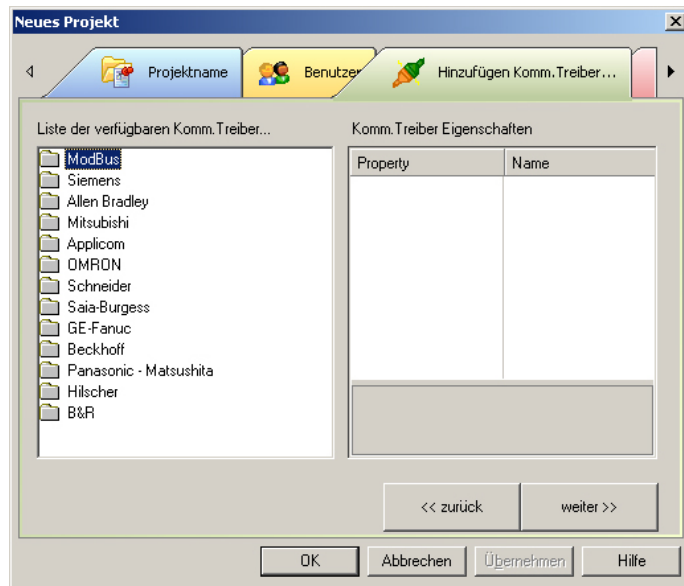 Neues Projekt
Projektname
Benutzer
Hinzufügen Komm.Treiber...
Liste der verfügbaren Komm.Treiber...
Komm.Treiber Eigenschaften
Property Name
ModBus
Siemens
Allen Bradley
Mitsubishi
Applicom
OMRON
Schneider
Saia-Burgess
GE-Fanuc
Beckhoff
Panasonic - Matsushita
Hilscher
B&R
<< zurück
weiter >>
OK
Abbrechen
Übernehmen
Hilfe